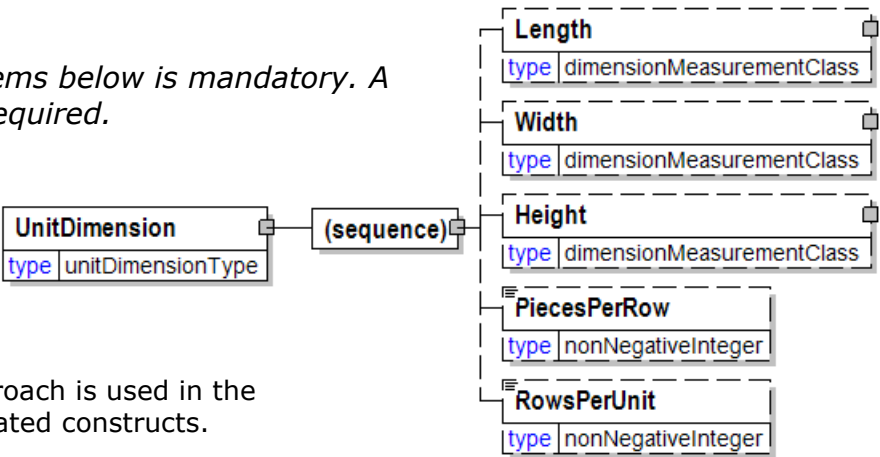 ems below is mandatory. A
equired.
UnitDimension
type unitDimensionType
(sequence)
Length
type dimensionMeasurementClass
Width
type dimensionMeasurementClass
Height
type dimensionMeasurementClass
PiecesPerRow
type nonNegativeInteger
RowsPerUnit
type nonNegativeInteger
roach is used in the
ated constructs.